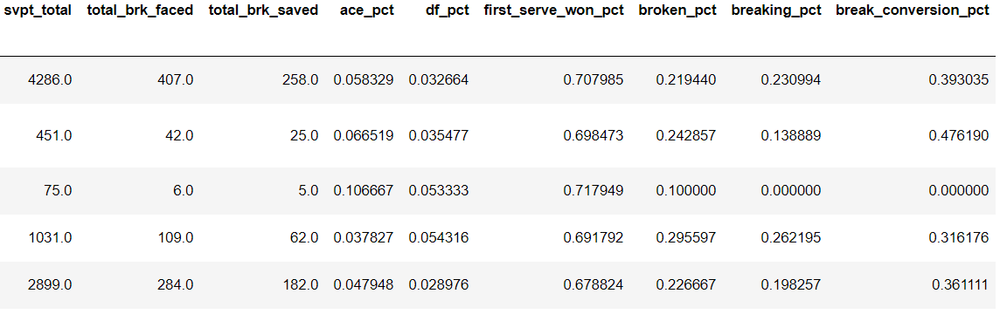 svpt_total total_brk_faced total_brk_saved ace_pct df_pct first_serve_won_pct broken_pct breaking_pct break_conversion_pct
4286.0 407.0 258.0 0.058329 0.032664 0.707985 0.219440 0.230994 0.393035
451.0 42.0 25.0 0.066519 0.035477 0.698473 0.242857 0.138889 0.476190
75.0 6.0 5.0 0.106667 0.053333 0.717949 0.100000 0.000000 0.000000
1031.0 109.0 62.0 0.037827 0.054316 0.691792 0.295597 0.262195 0.316176
2899.0 284.0 182.0 0.047948 0.028976 0.678824 0.226667 0.198257 0.361111